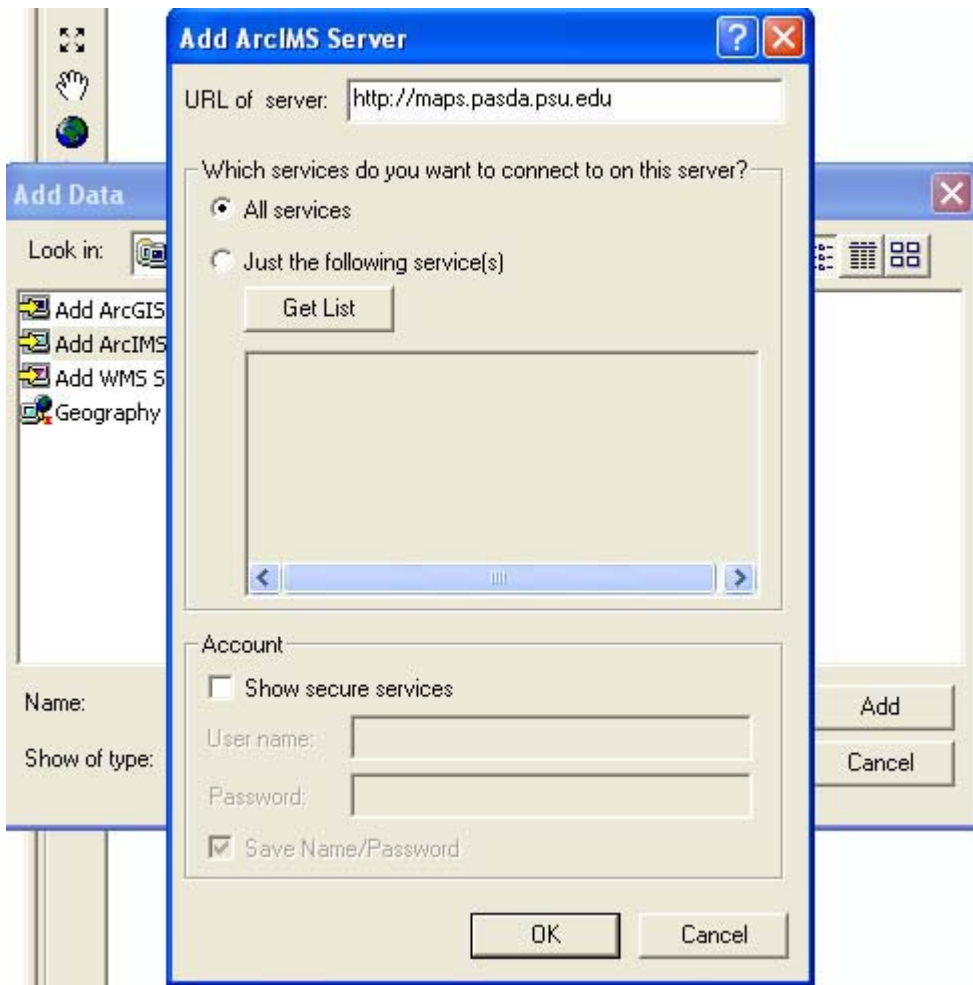 Add ArcIMS Server
URL of server: http://maps.pasda.psu.edu
Which services do you want to connect to on this server?
All services
Just the following service(s)
Get List
Account
Show secure services
User name:
Password:
Save Name/Password
OK Cancel
Add Data
Look in:
Add ArcGIS
Add ArcIMS
Add WMS S
Geography
Name:
Show of type:
Add
Cancel